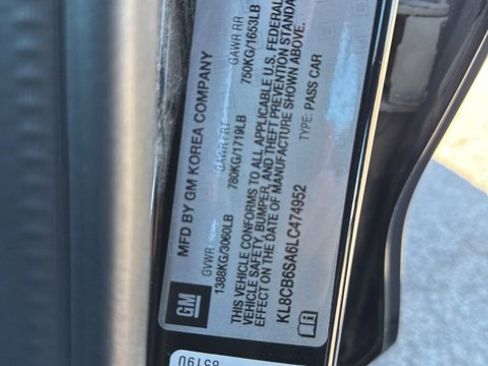 MFD BY GM KOREA COMPANY
GVWR GAWR FRT GAWR RR
1388KG/3060LB 780KG/1719LB 750KG/1653LB
THIS VEHICLE CONFORMS TO ALL APPLICABLE U.S. FEDERAL
VEHICLE SAFETY, BUMPER, AND THEFT PREVENTION STANDA
EFFECT ON THE DATE OF MANUFACTURE SHOWN ABOVE.
KL8CB6SA6LC474952 TYPE: PASS CAR
GM